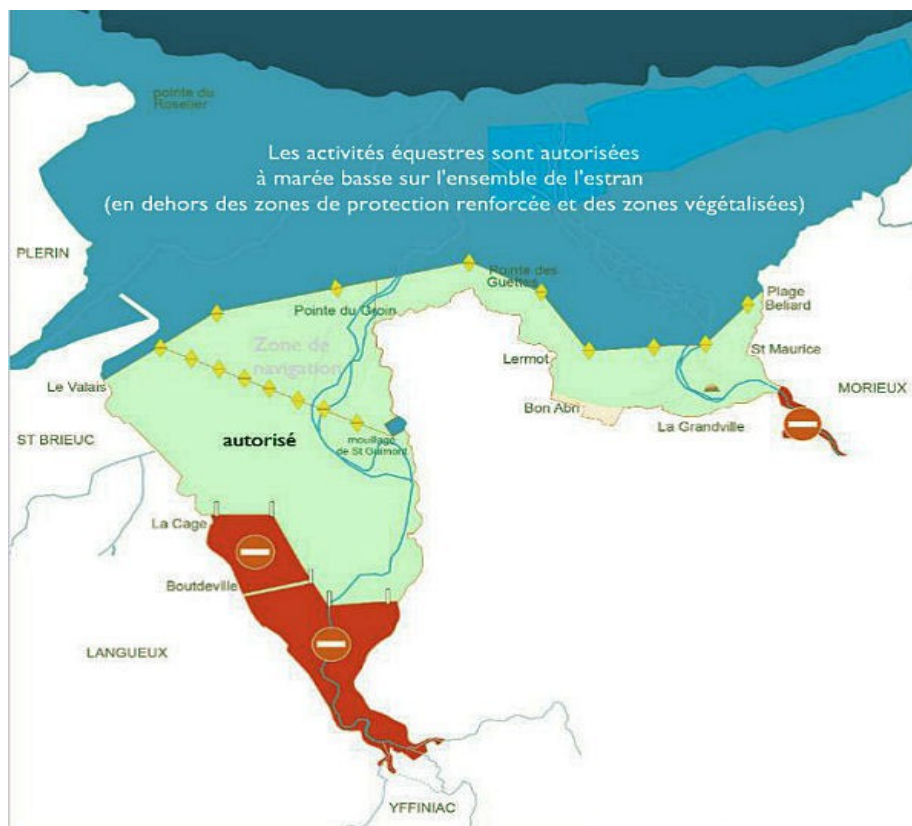 pointe du
Roselier
Les activités équestres sont autorisées
à marée basse sur l'ensemble de l'estran
(en dehors des zones de protection renforcée et des zones végétalisées)
PLERIN
Pointe des
Guettes
Plage
Beliard
Pointe du Groin
Zone de
navigation
Lermot
St Maurice
Le Valais
MORIEUX
Bon Abri
ST BRIEUC
autorisé
La Grandville
mouillage
de St Guimont
La Cage
Boutdeville
LANGUEUX
YFFINIAC